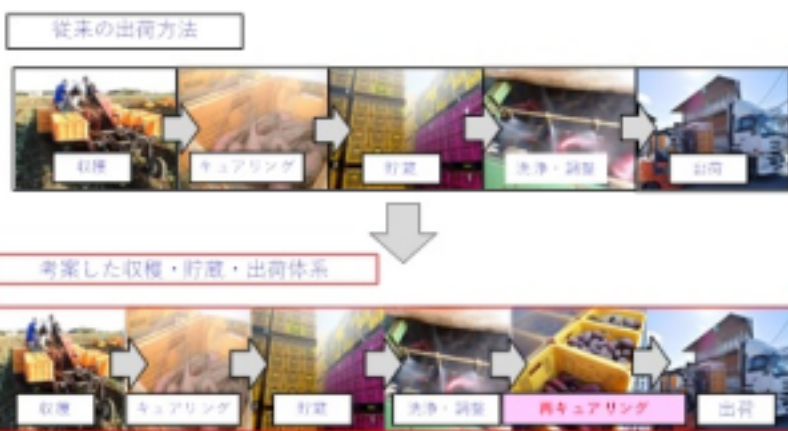 従来の出荷方法
収穫
キュアリング
貯蔵
洗浄・調整
出荷
考案した収穫・貯蔵・出荷体系
収穫
キュアリング
貯蔵
洗浄・調整
再キュアリング
出荷